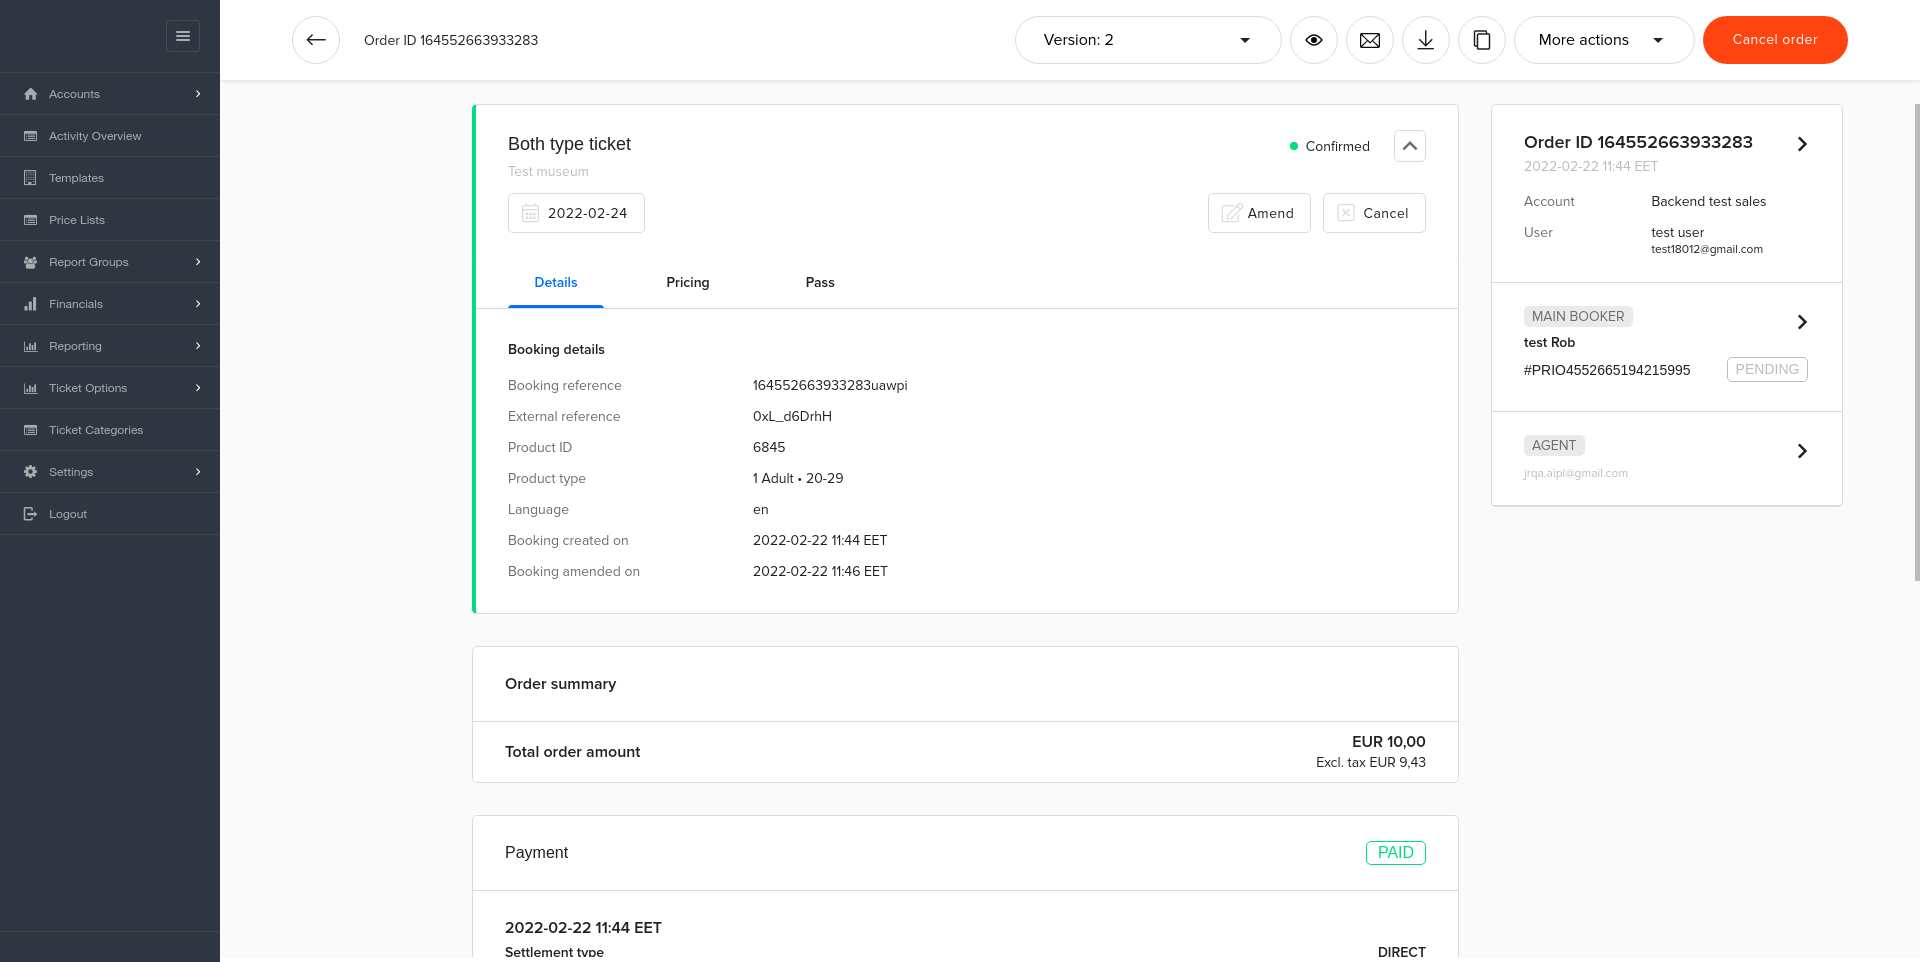 Order ID 164552663933283
Version: 2
More actions
Cancel order
Accounts
Activity Overview
Templates
Price Lists
Report Groups
Financials
Reporting
Ticket Options
Ticket Categories
Settings
Logout
Both type ticket
Confirmed
Test museum
2022-02-24
Amend
Cancel
Details
Pricing
Pass
Booking details
Booking reference 164552663933283uawpi
External reference 0xL_d6DrhH
Product ID 6845
Product type 1 Adult • 20-29
Language en
Booking created on 2022-02-22 11:44 EET
Booking amended on 2022-02-22 11:46 EET
Order summary
Total order amount EUR 10,00
Excl. tax EUR 9,43
Payment PAID
2022-02-22 11:44 EET
Settlement type DIRECT
Order ID 164552663933283
2022-02-22 11:44 EET
Account Backend test sales
User test user
test18012@gmail.com
MAIN BOOKER
test Rob
#PRIO4552665194215995 PENDING
AGENT
jrqa.aipl@gmail.com